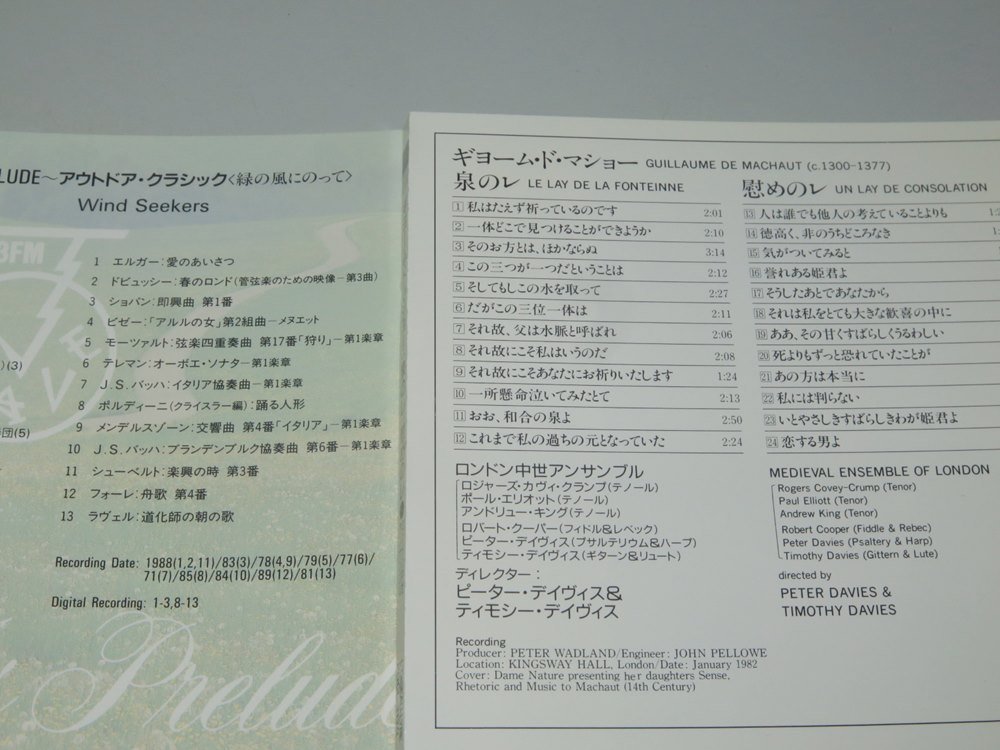 LUDE～アウトドア・クラシック〈緑の風にのって〉
Wind Seekers
3FM
1 エルガー：愛のあいさつ
2 ドビュッシー：春のロンド(管弦楽のための映像－第3曲)
3 ショパン：即興曲 第1番
4 ビゼー：「アルルの女」第2組曲－メヌエット
5 モーツァルト：弦楽四重奏曲 第17番「狩り」－第1楽章
6 テレマン：オーボエ・ソナタ－第1楽章
7 J.S.バッハ：イタリア協奏曲－第1楽章
8 ポルディーニ(クライスラー編)：踊る人形
9 メンデルスゾーン：交響曲 第4番「イタリア」－第1楽章
10 J.S.バッハ：ブランデンブルク協奏曲 第6番－第1楽章
11 シューベルト：楽興の時 第3番
12 フォーレ：舟歌 第4番
13 ラヴェル：道化師の朝の歌
)(3)
団(5)
Recording Date: 1988(1,2,11)/83(3)/78(4,9)/79(5)/77(6)/
71(7)/85(8)/84(10)/89(12)/81(13)
Digital Recording: 1-3,8-13
Prelude
ギヨーム・ド・マショー GUILLAUME DE MACHAUT (c.1300-1377)
泉のレ LE LAY DE LA FONTEINNE
1 私はたえず祈っているのです 2:01
2 一体どこで見つけることができようか 2:10
3 そのお方とは、ほかならぬ 3:14
4 この三つが一つだということは 2:12
5 そしてもしこの水を取って 2:27
6 だがこの三位一体は 2:11
7 それ故、父は水脈と呼ばれ 2:06
8 それ故にこそ私はいうのだ 2:08
9 それ故にこそあなたにお祈りいたします 1:24
10 一所懸命泣いてみたとて 2:13
11 おお、和合の泉よ 2:50
12 これまで私の過ちの元となっていた 2:24
慰めのレ UN LAY DE CONSOLATION
13 人は誰でも他人の考えていることよりも
14 徳高く、非のうちどころなき
15 気がついてみると
16 誉れある姫君よ
17 そうしたあとであなたから
18 それは私をとても大きな歓喜の中に
19 ああ、その甘くすばらしくうるわしい
20 死よりもずっと恐れていたことが
21 あの方は本当に
22 私には判らない
23 いとやさしきすばらしきわが姫君よ
24 恋する男よ
ロンドン中世アンサンブル
ロジャーズ・カヴィ・クランプ(テノール)
ポール・エリオット(テノール)
アンドリュー・キング(テノール)
ロバート・クーパー(フィドル&レベック)
ピーター・デイヴィス(プサルテリウム&ハープ)
ティモシー・デイヴィス(ギターン&リュート)
ディレクター：
ピーター・デイヴィス&
ティモシー・デイヴィス
MEDIEVAL ENSEMBLE OF LONDON
Rogers Covey-Crump (Tenor)
Paul Elliott (Tenor)
Andrew King (Tenor)
Robert Cooper (Fiddle & Rebec)
Peter Davies (Psaltery & Harp)
Timothy Davies (Gittern & Lute)
directed by
PETER DAVIES &
TIMOTHY DAVIES
Recording
Producer: PETER WADLAND/Engineer: JOHN PELLOWE
Location: KINGSWAY HALL, London/Date: January 1982
Cover: Dame Nature presenting her daughters Sense,
Rhetoric and Music to Machaut (14th Century)